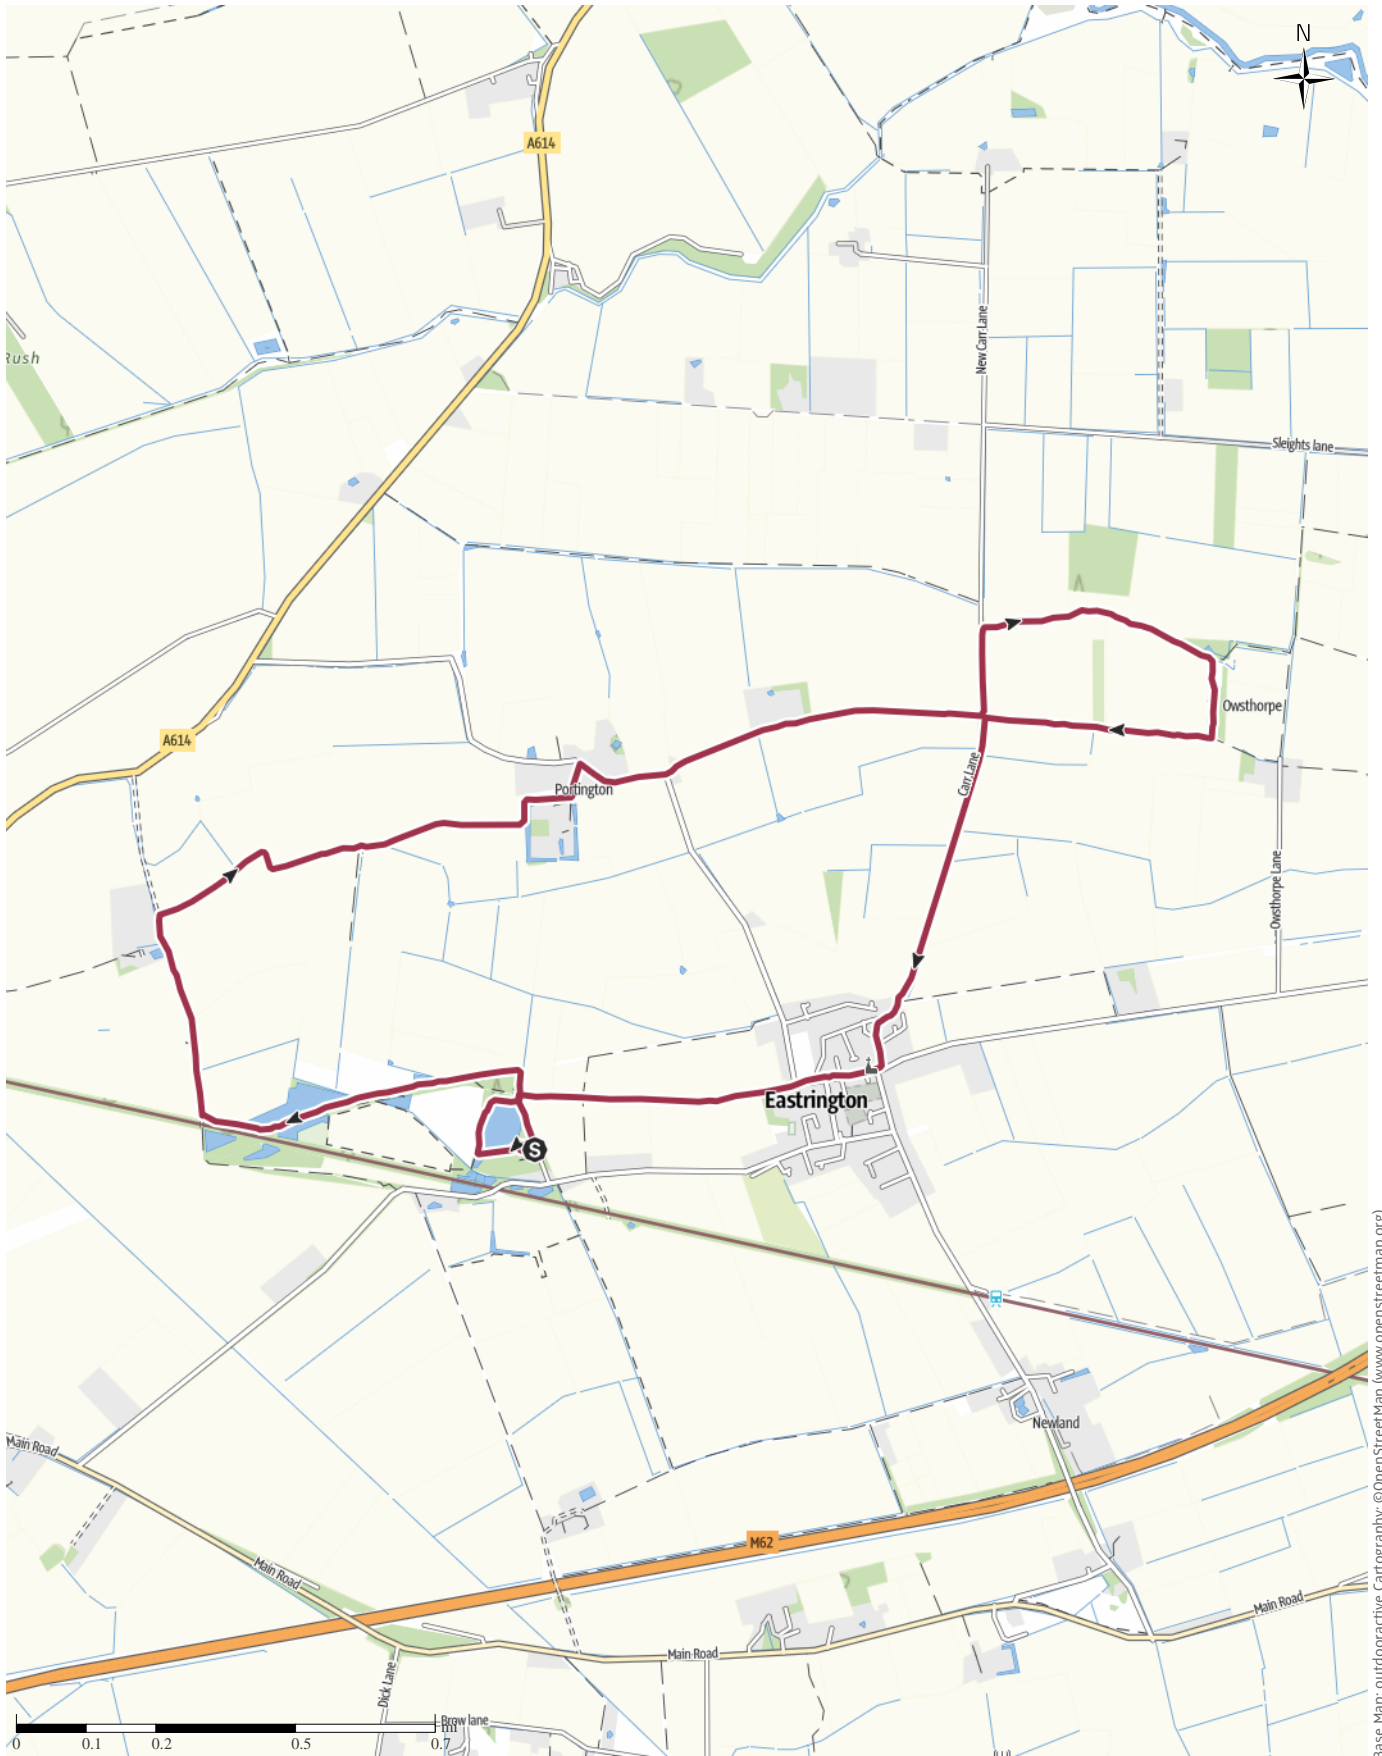 N
A614
New Carr Lane
Rush
Sleights lane
Owsthorpe
A614
Carr Lane
Portington
Owsthorpe Lane
Eastrington
S
Newland
Main Road
M62
Main Road
Main Road
Main Road
Dick Lane
Brow lane
mi
0 0.1 0.2 0.5 0.7
Base Map: outdooractive Cartography: ©OpenStreetMap (www.openstreetmap.org)